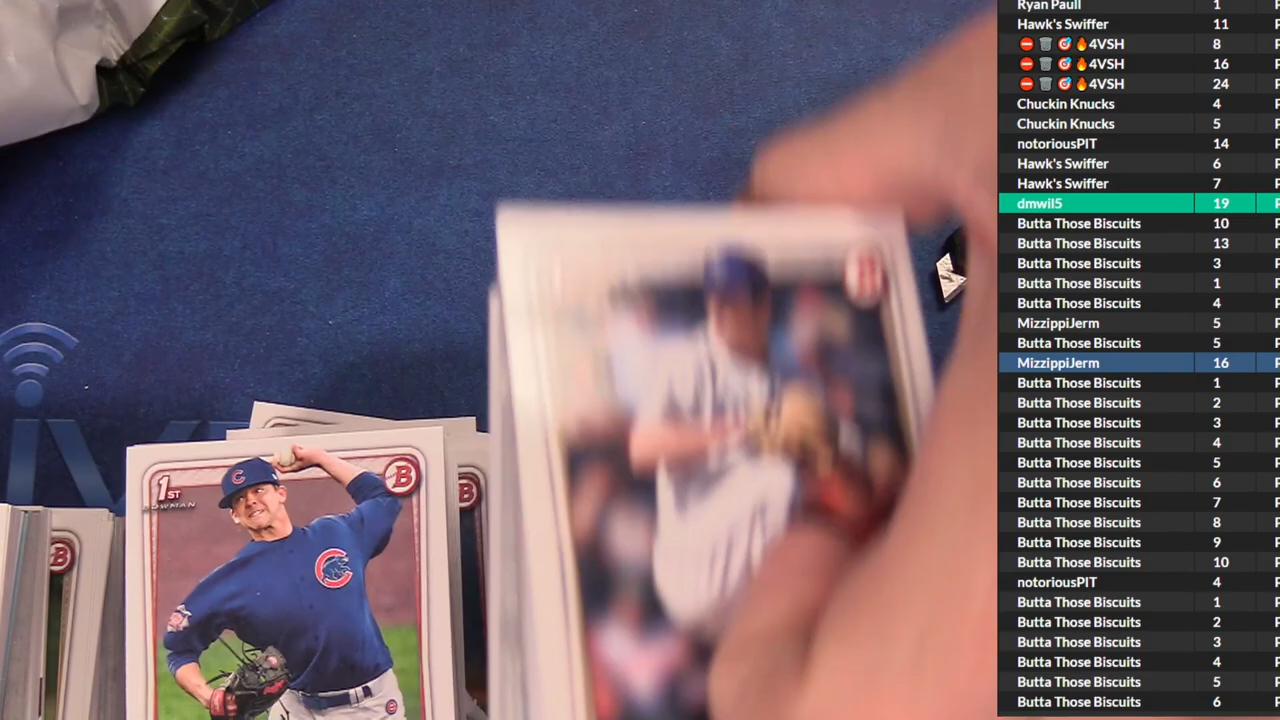 Ryan Paull 1
Hawk's Swiffer 11
4VSH 8
4VSH 16
4VSH 24
Chuckin Knucks 4
Chuckin Knucks 5
notoriousPIT 14
Hawk's Swiffer 6
Hawk's Swiffer 7
dmwil5 19
Butta Those Biscuits 10
Butta Those Biscuits 13
Butta Those Biscuits 3
Butta Those Biscuits 1
Butta Those Biscuits 4
MizzippiJerm 5
Butta Those Biscuits 5
MizzippiJerm 16
Butta Those Biscuits 1
Butta Those Biscuits 2
Butta Those Biscuits 3
Butta Those Biscuits 4
Butta Those Biscuits 5
Butta Those Biscuits 6
Butta Those Biscuits 7
Butta Those Biscuits 8
Butta Those Biscuits 9
Butta Those Biscuits 10
notoriousPIT 4
Butta Those Biscuits 1
Butta Those Biscuits 2
Butta Those Biscuits 3
Butta Those Biscuits 4
Butta Those Biscuits 5
Butta Those Biscuits 6
1ST
BOWMAN
B
C
C
B
B